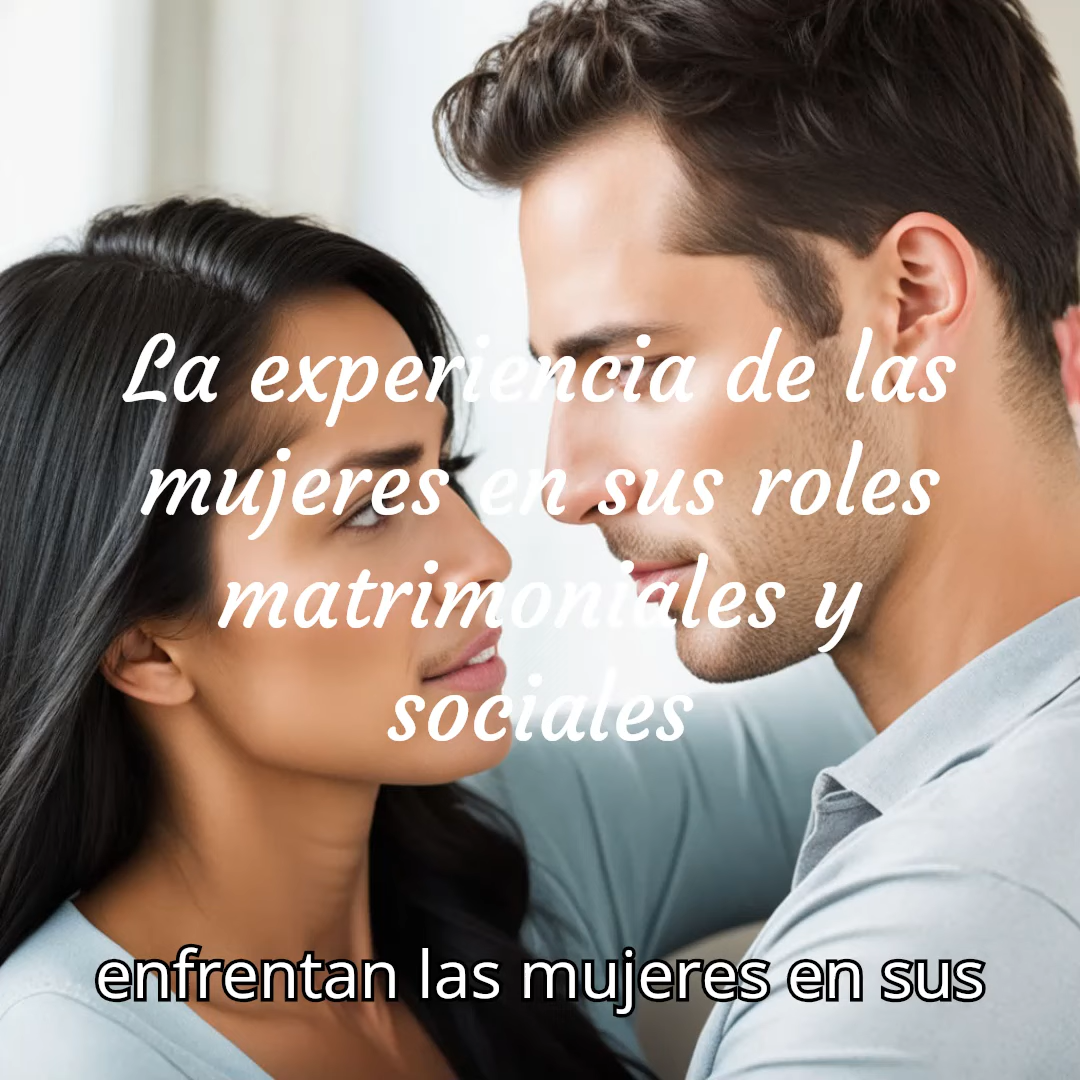 La experiencia de las
mujeres en sus roles
matrimoniales y
sociales
enfrentan las mujeres en sus